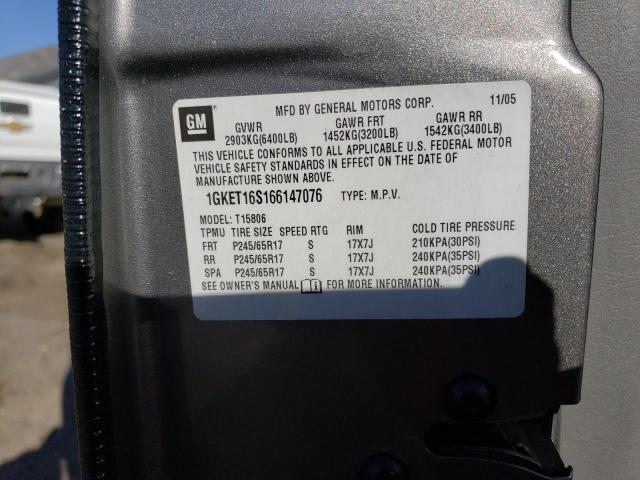 GM
MFD BY GENERAL MOTORS CORP. 11/05
GVWR GAWR FRT GAWR RR
2903KG(6400LB) 1452KG(3200LB) 1542KG(3400LB)
THIS VEHICLE CONFORMS TO ALL APPLICABLE U.S. FEDERAL MOTOR
VEHICLE SAFETY STANDARDS IN EFFECT ON THE DATE OF
MANUFACTURE SHOWN ABOVE.
1GKET16S166147076 TYPE: M.P.V.
MODEL: T15806
TPMU TIRE SIZE SPEED RTG RIM COLD TIRE PRESSURE
FRT P245/65R17 S 17X7J 210KPA(30PSI)
RR P245/65R17 S 17X7J 240KPA(35PSI)
SPA P245/65R17 S 17X7J 240KPA(35PSI)
SEE OWNER'S MANUAL FOR MORE INFORMATION.